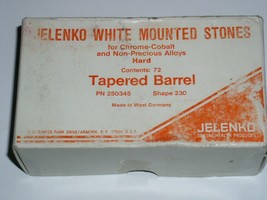 JELENKO WHITE MOUNTED STONES
for Chrome-Cobalt
and Non-Precious Alloys
Hard
Contents: 72
Tapered Barrel
PN 250345 Shape 230
Made in West Germany
JELENKO